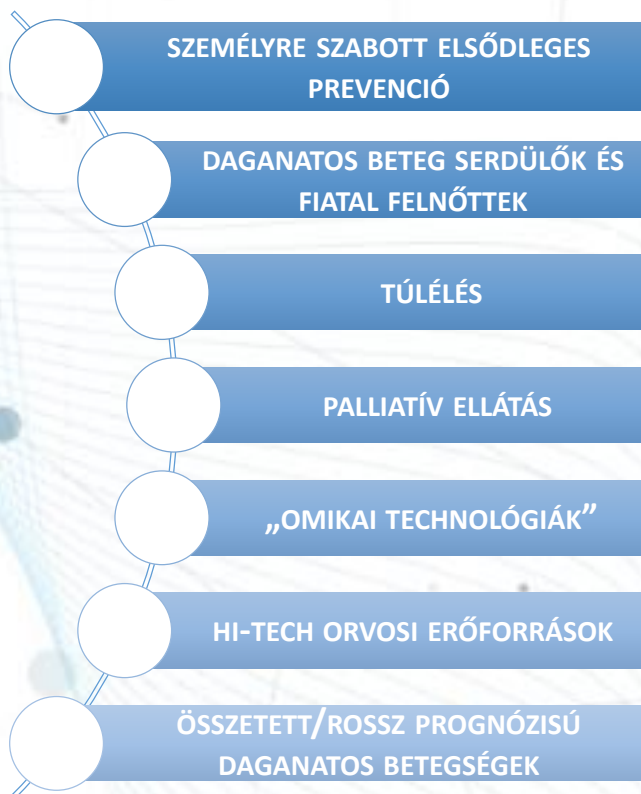 SZEMÉLYRE SZABOTT ELSŐDLEGES
PREVENCIÓ
DAGANATOS BETEG SERDÜLŐK ÉS
FIATAL FELNŐTTEK
TÚLÉLÉS
PALLIATÍV ELLÁTÁS
„OMIKAI TECHNOLÓGIÁK”
HI-TECH ORVOSI ERŐFORRÁSOK
ÖSSZETETT/ROSSZ PROGNÓZISÚ
DAGANATOS BETEGSÉGEK